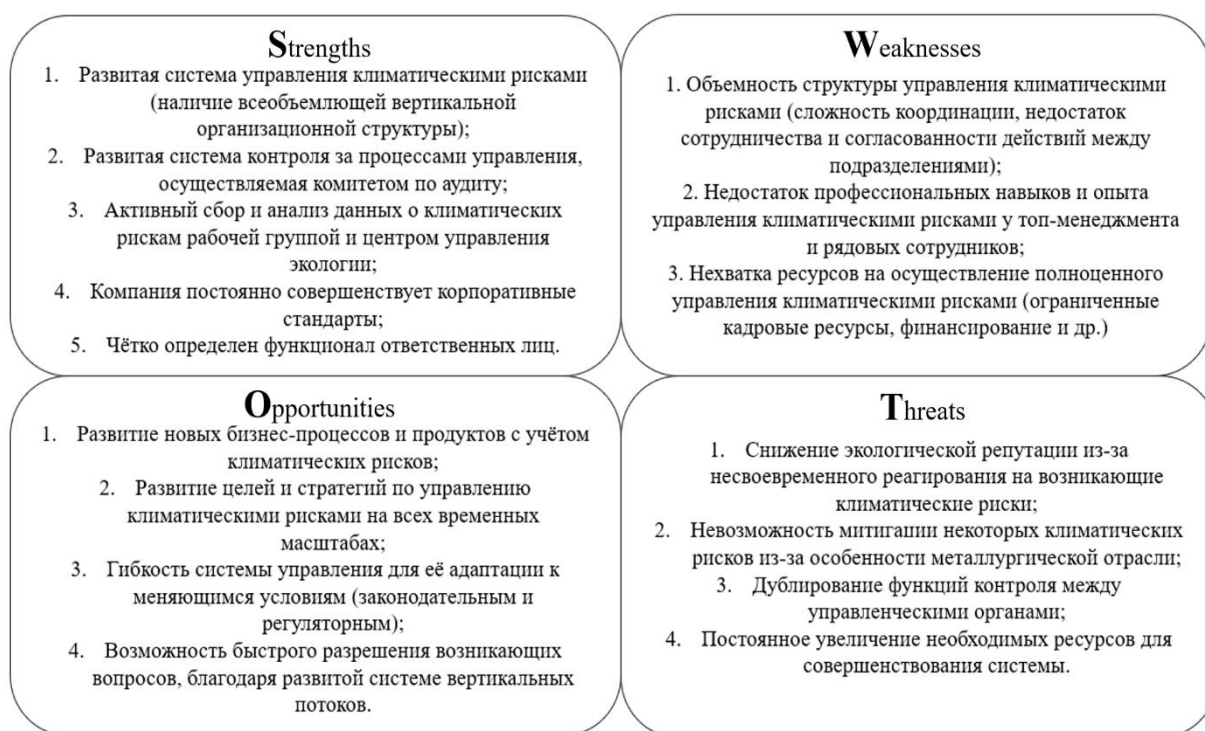 Strengths
1. Развитая система управления климатическими рисками
(наличие всеобъемлющей вертикальной
организационной структуры);
2. Развитая система контроля за процессами управления,
осуществляемая комитетом по аудиту;
3. Активный сбор и анализ данных о климатических
рискам рабочей группой и центром управления
экологии;
4. Компания постоянно совершенствует корпоративные
стандарты;
5. Чётко определен функционал ответственных лиц.
Weaknesses
1. Объемность структуры управления климатическими
рисками (сложность координации, недостаток
сотрудничества и согласованности действий между
подразделениями);
2. Недостаток профессиональных навыков и опыта
управления климатическими рисками у топ-менеджмента
и рядовых сотрудников;
3. Нехватка ресурсов на осуществление полноценного
управления климатическими рисками (ограниченные
кадровые ресурсы, финансирование и др.)
Opportunities
1. Развитие новых бизнес-процессов и продуктов с учётом
климатических рисков;
2. Развитие целей и стратегий по управлению
климатическими рисками на всех временных
масштабах;
3. Гибкость системы управления для её адаптации к
меняющимся условиям (законодательным и
регуляторным);
4. Возможность быстрого разрешения возникающих
вопросов, благодаря развитой системе вертикальных
потоков.
Threats
1. Снижение экологической репутации из-за
несвоевременного реагирования на возникающие
климатические риски;
2. Невозможность митигации некоторых климатических
рисков из-за особенности металлургической отрасли;
3. Дублирование функций контроля между
управленческими органами;
4. Постоянное увеличение необходимых ресурсов для
совершенствования системы.